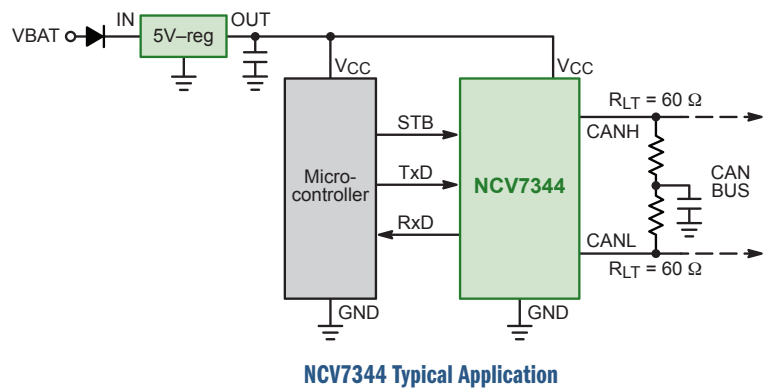 IN
OUT
VBAT
5V–reg
VCC
VCC
RLT = 60 Ω
STB
CANH
Micro-
controller
TxD
NCV7344
CAN
BUS
RxD
CANL
RLT = 60 Ω
GND
GND
NCV7344 Typical Application